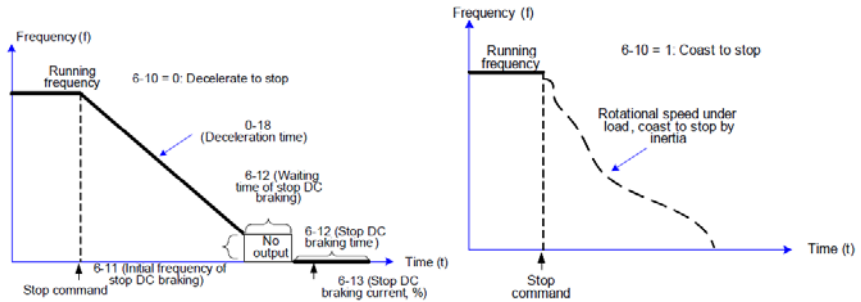 Frequency (f)
Running
frequency
6-10 = 0: Decelerate to stop
0-18
(Deceleration time)
6-12 (Waiting
time of stop DC
braking)
No
output
6-12 (Stop DC
braking time)
Time (t)
6-11 (Initial frequency of
stop DC braking)
6-13 (Stop DC
braking current, %)
Stop command
Frequency (f)
Running
frequency
6-10 = 1: Coast to stop
Rotational speed under
load, coast to stop by
inertia
Time (t)
Stop
command